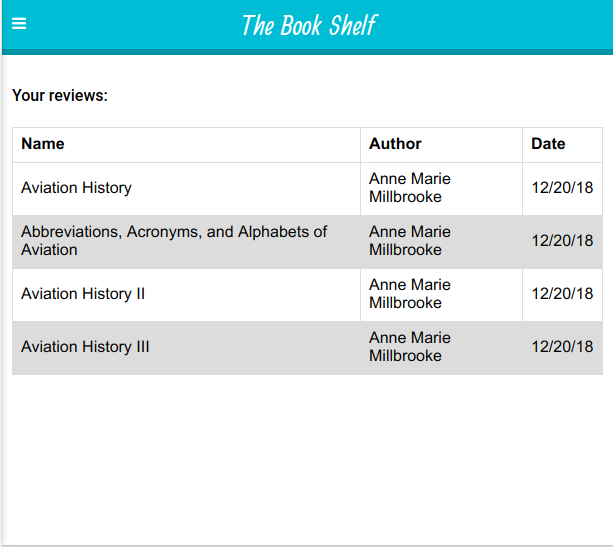 The Book Shelf
Your reviews:
Name Author Date
Aviation History Anne Marie Millbrooke 12/20/18
Abbreviations, Acronyms, and Alphabets of Aviation Anne Marie Millbrooke 12/20/18
Aviation History II Anne Marie Millbrooke 12/20/18
Aviation History III Anne Marie Millbrooke 12/20/18